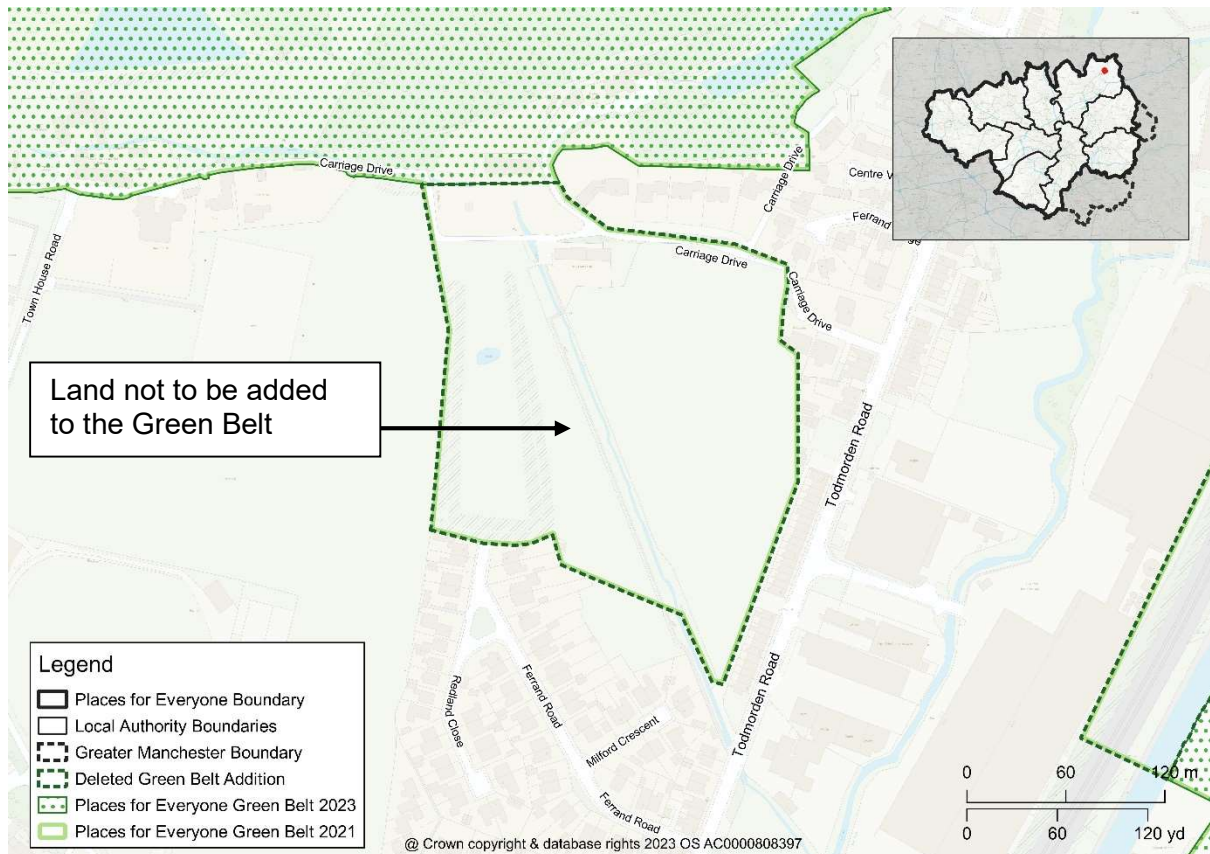 Carriage Drive
Carriage Drive
Centre V
Ferrand
ge
Carriage Drive
Carriage Drive
Town House Road
Land not to be added
to the Green Belt
Todmorden Road
Legend
Places for Everyone Boundary
Local Authority Boundaries
Greater Manchester Boundary
Deleted Green Belt Addition
Places for Everyone Green Belt 2023
Places for Everyone Green Belt 2021
Redland Close
Ferrand Road
Milford Crescent
Ferrand Road
Todmorden Road
0 60 120 m
0 60 120 yd
@ Crown copyright & database rights 2023 OS AC0000808397